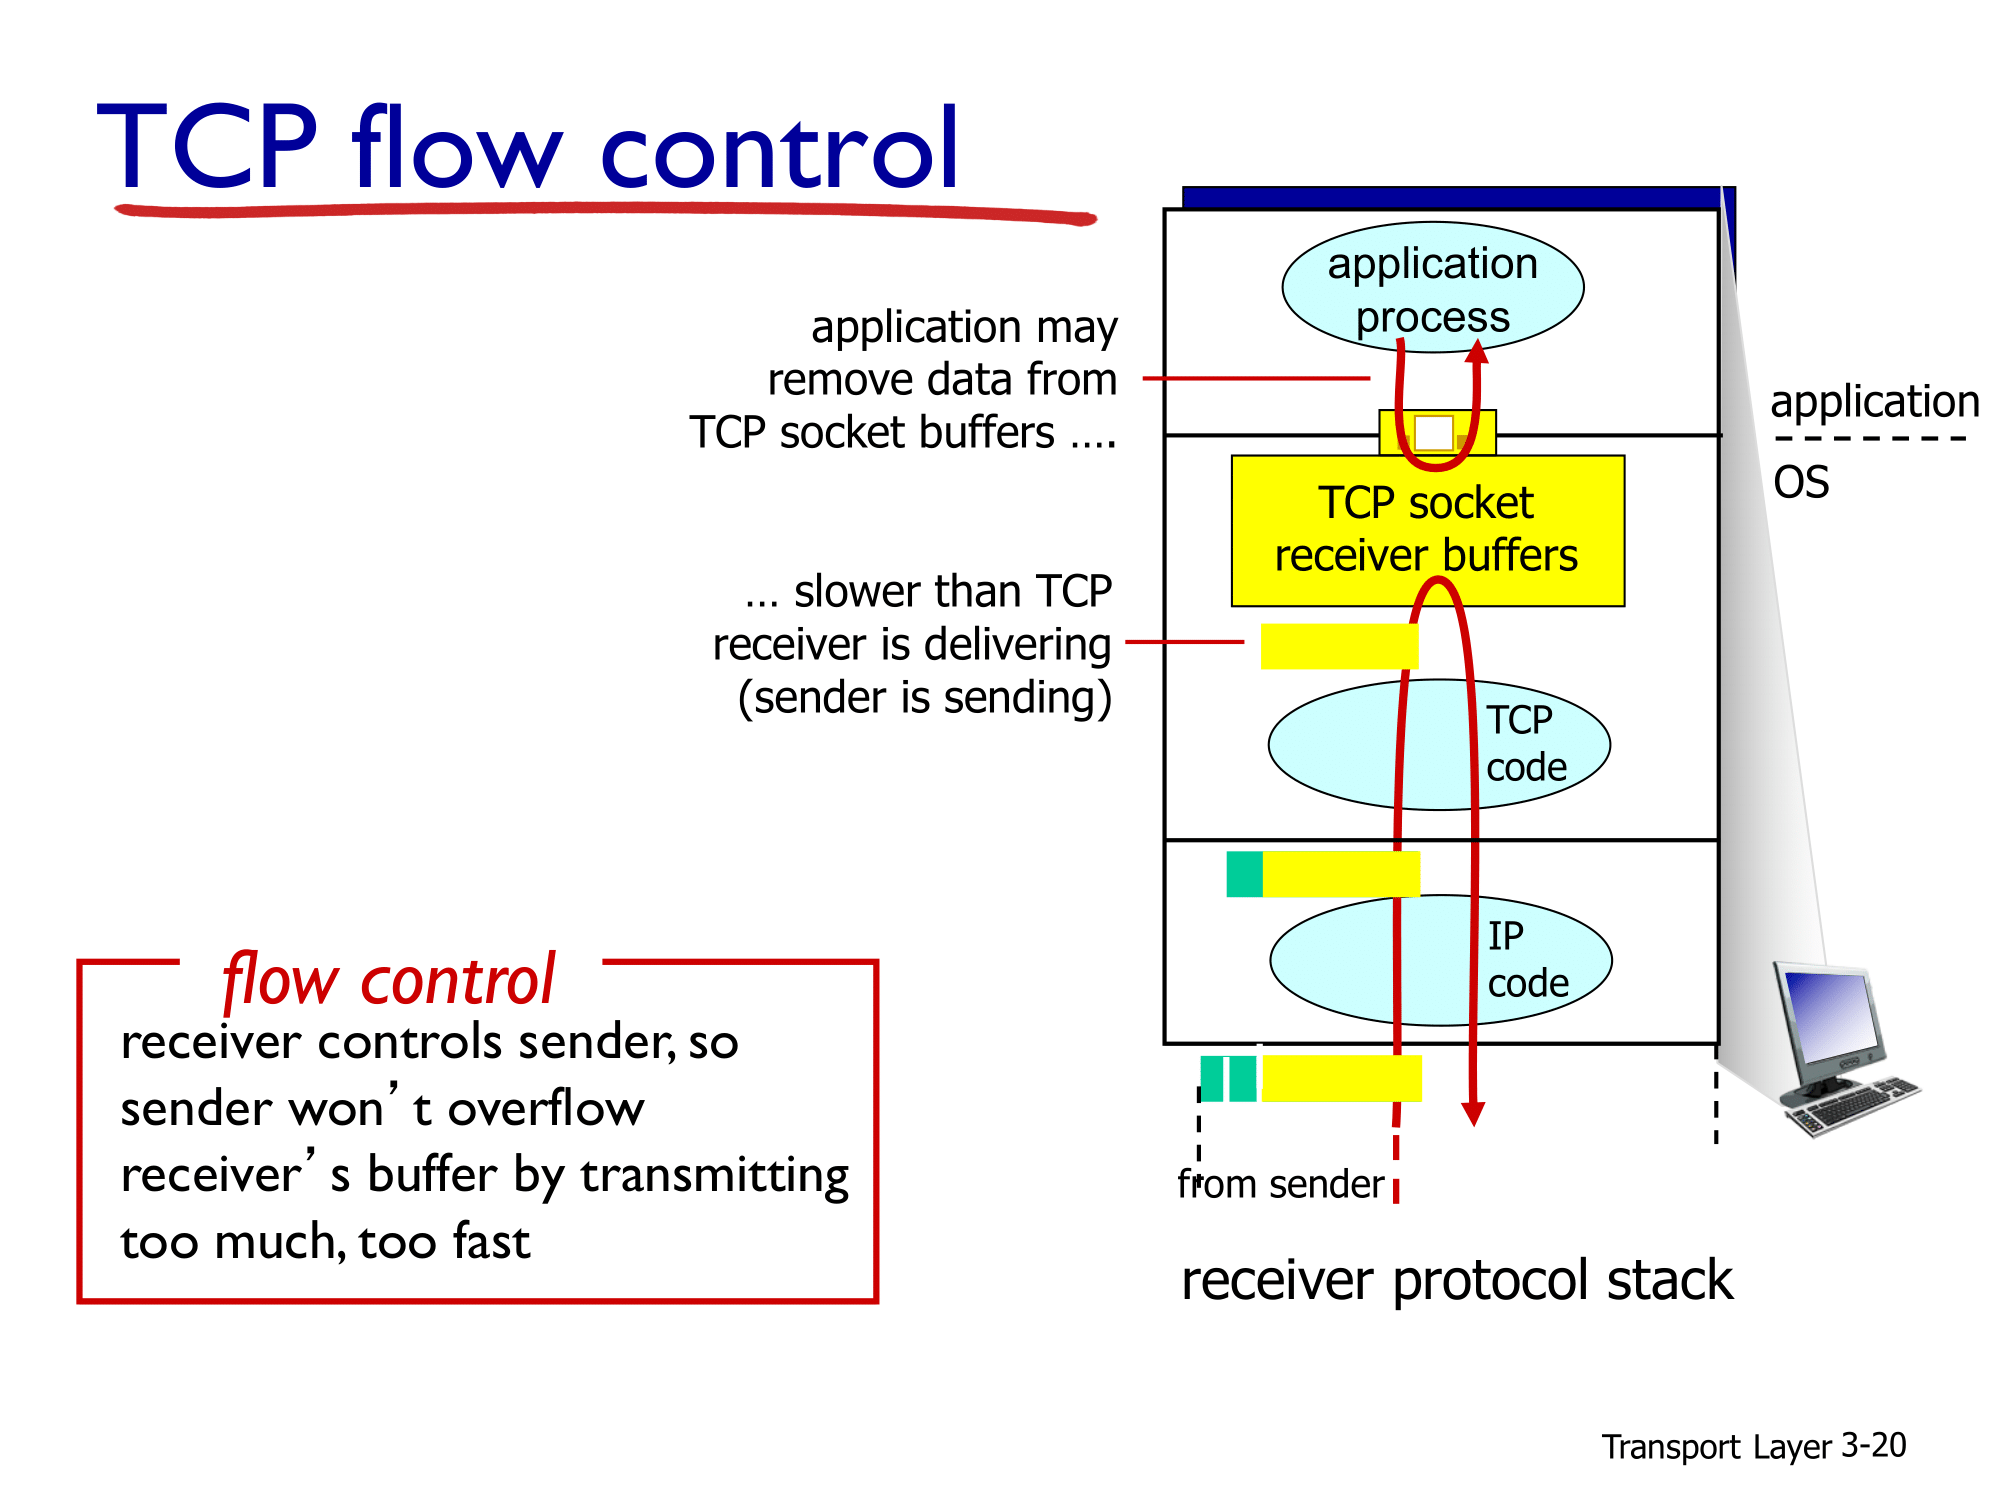 TCP flow control
application
process
application may
remove data from
TCP socket buffers ….
application
OS
TCP socket
receiver buffers
… slower than TCP
receiver is delivering
(sender is sending)
TCP
code
IP
code
flow control
receiver controls sender, so
sender won’ t overflow
receiver’ s buffer by transmitting
too much, too fast
from sender
receiver protocol stack
Transport Layer 3-20